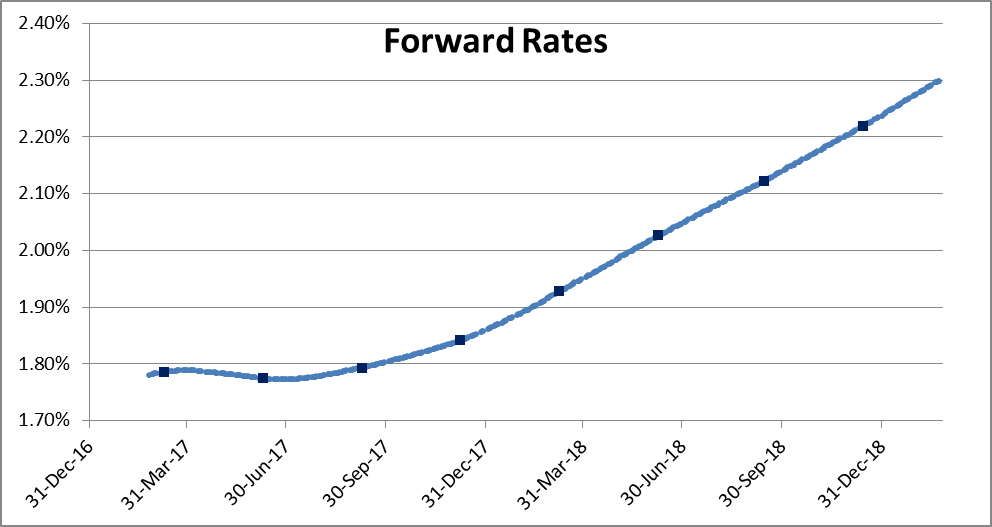 Forward Rates
2.40%
2.30%
2.20%
2.10%
2.00%
1.90%
1.80%
1.70%
31-Dec-16
31-Mar-17
30-Jun-17
30-Sep-17
31-Dec-17
31-Mar-18
30-Jun-18
30-Sep-18
31-Dec-18